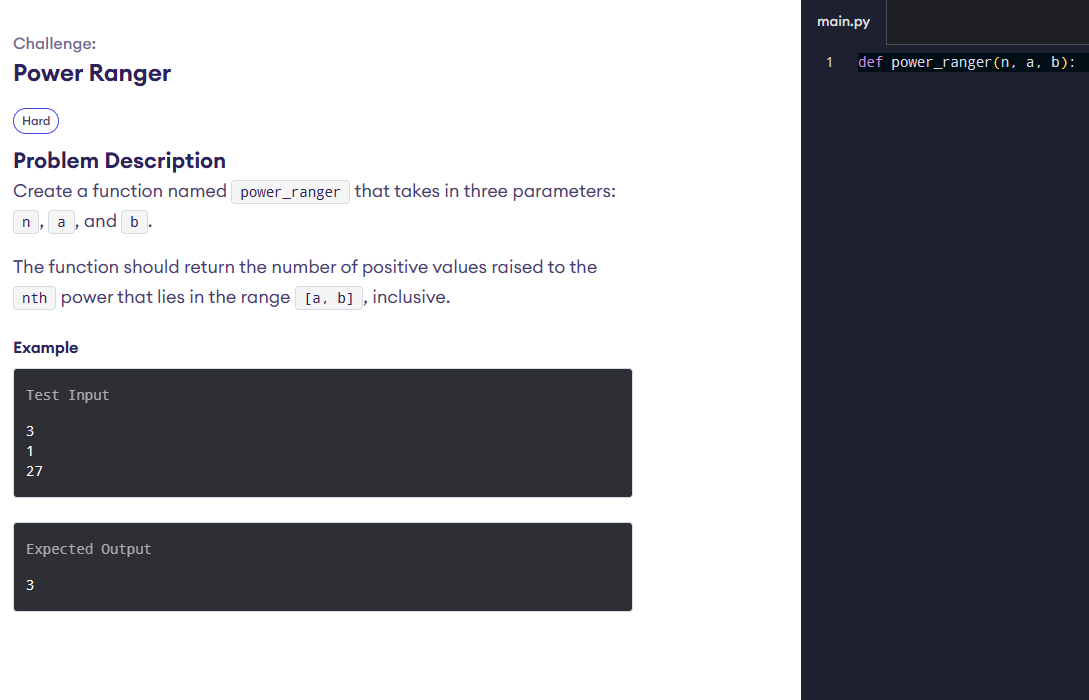 Challenge:
Power Ranger
Hard
Problem Description
Create a function named power_ranger that takes in three parameters:
n, a, and b.
The function should return the number of positive values raised to the
nth power that lies in the range [a, b], inclusive.
Example
Test Input
3
1
27
Expected Output
3
main.py
1 def power_ranger(n, a, b):